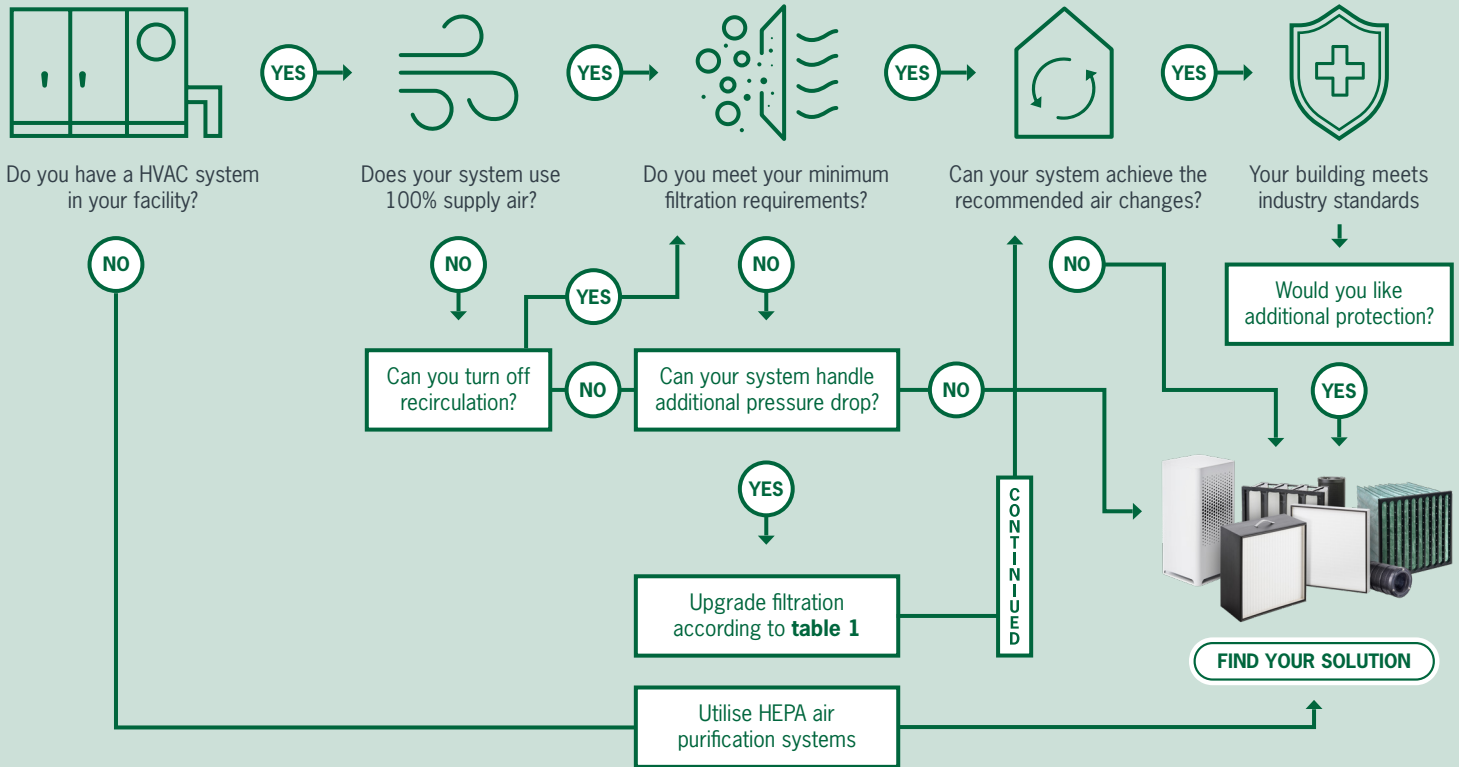 YES
YES
YES
YES
Do you have a HVAC system
in your facility?
Does your system use
100% supply air?
Do you meet your minimum
filtration requirements?
Can your system achieve the
recommended air changes?
Your building meets
industry standards
NO
NO
YES
NO
NO
Would you like
additional protection?
Can you turn off
recirculation?
NO
Can your system handle
additional pressure drop?
NO
YES
YES
CONTINIUED
Upgrade filtration
according to table 1
FIND YOUR SOLUTION
Utilise HEPA air
purification systems